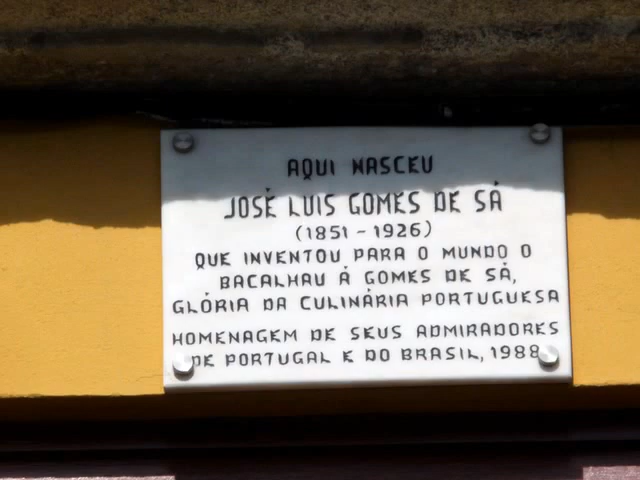 AQUI NASCEU
JOSÉ LUIS GOMES DE SÁ
(1851 - 1926)
QUE INVENTOU PARA O MUNDO O
BACALHAU Á GOMES DE SÁ,
GLÓRIA DA CULINÁRIA PORTUGUESA
HOMENAGEM DE SEUS ADMIRADORES
DE PORTUGAL E DO BRASIL, 1988